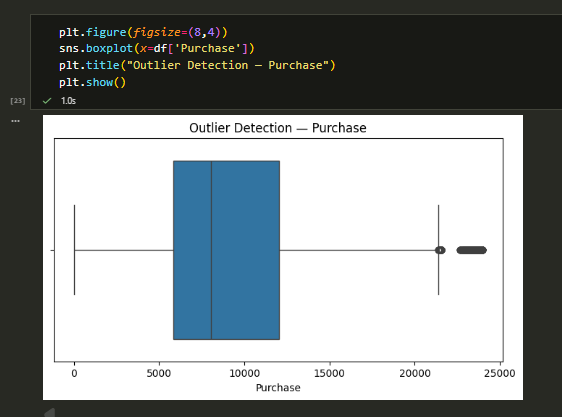 plt.figure(figsize=(8,4))
sns.boxplot(x=df['Purchase'])
plt.title("Outlier Detection — Purchase")
plt.show()
[23]
1.0s
...
Outlier Detection — Purchase
0 5000 10000 15000 20000 25000
Purchase